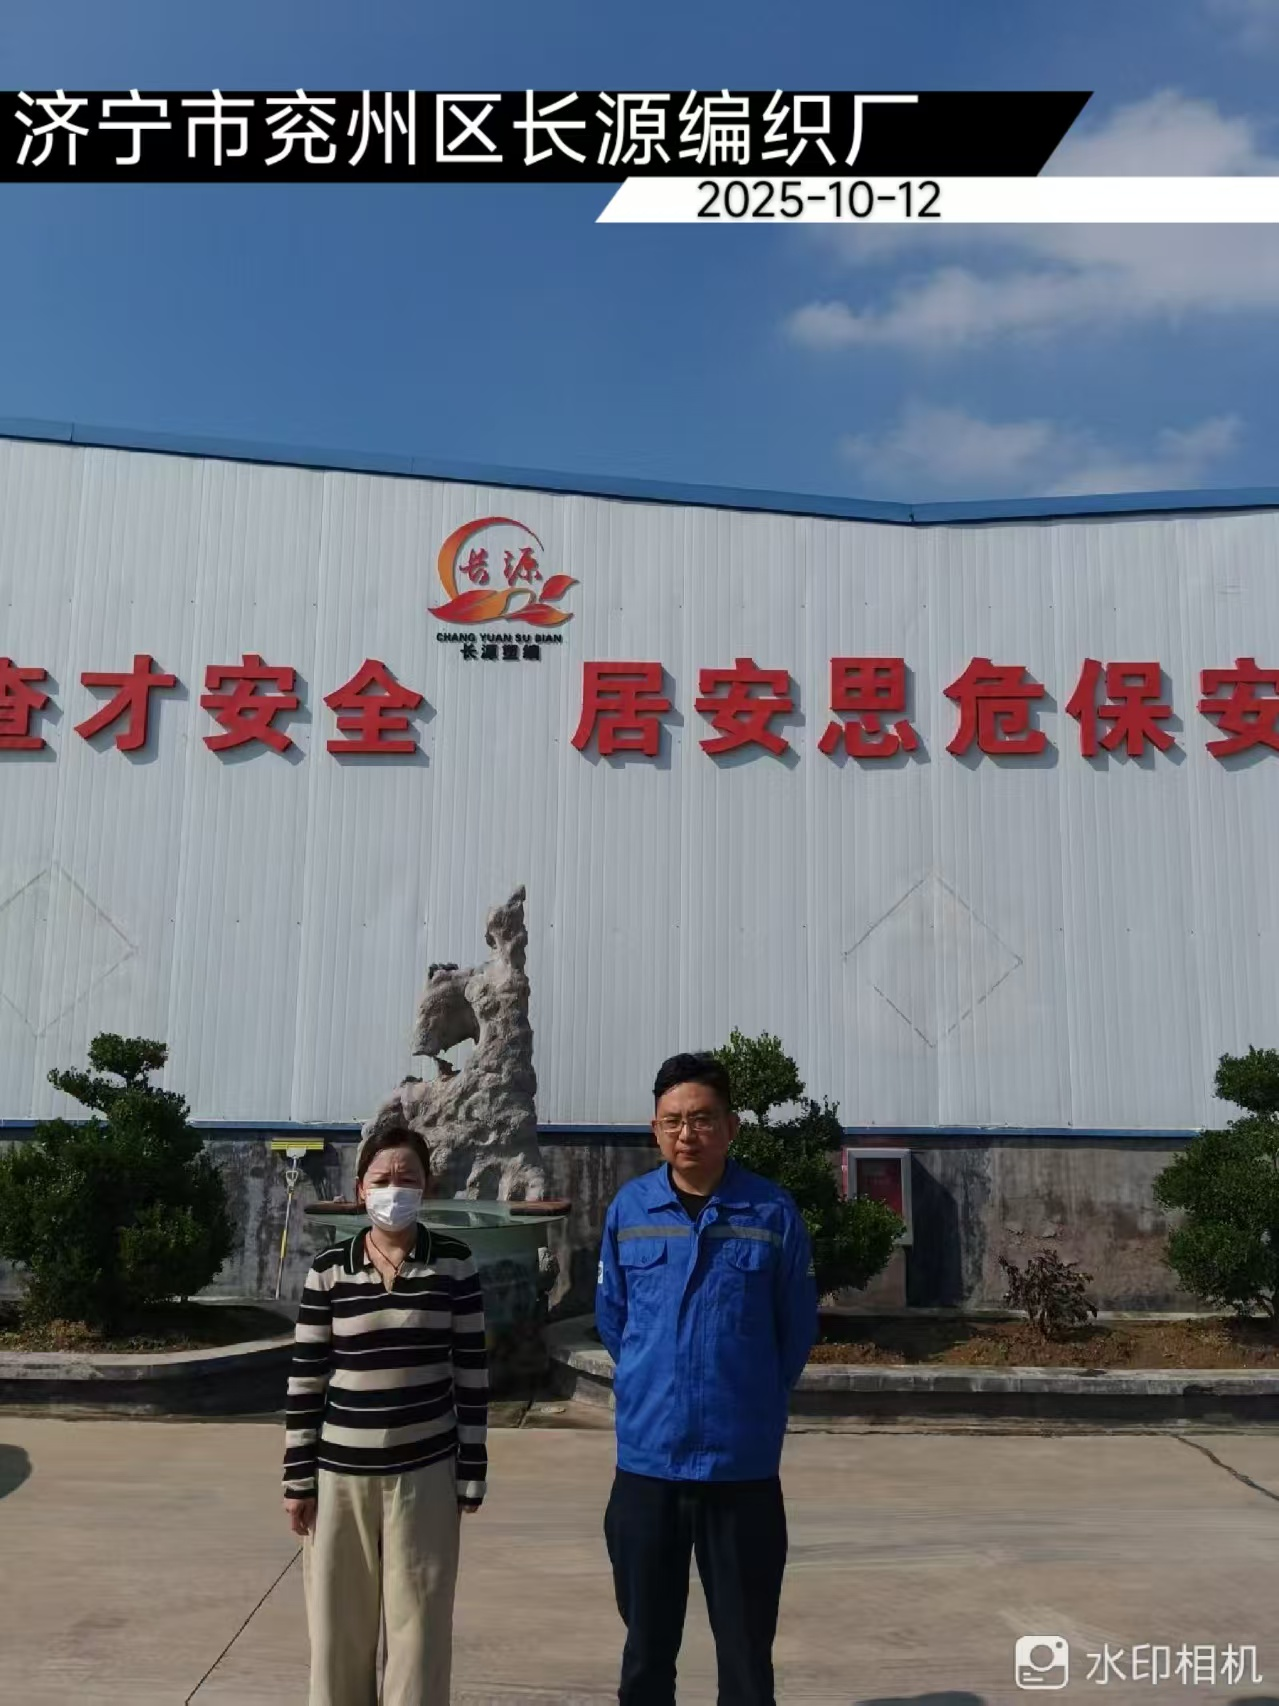 济宁市兖州区长源编织厂
2025-10-12
长源
CHANG YUAN SU BIAN
长源塑编
查才安全 居安思危保安
水印相机